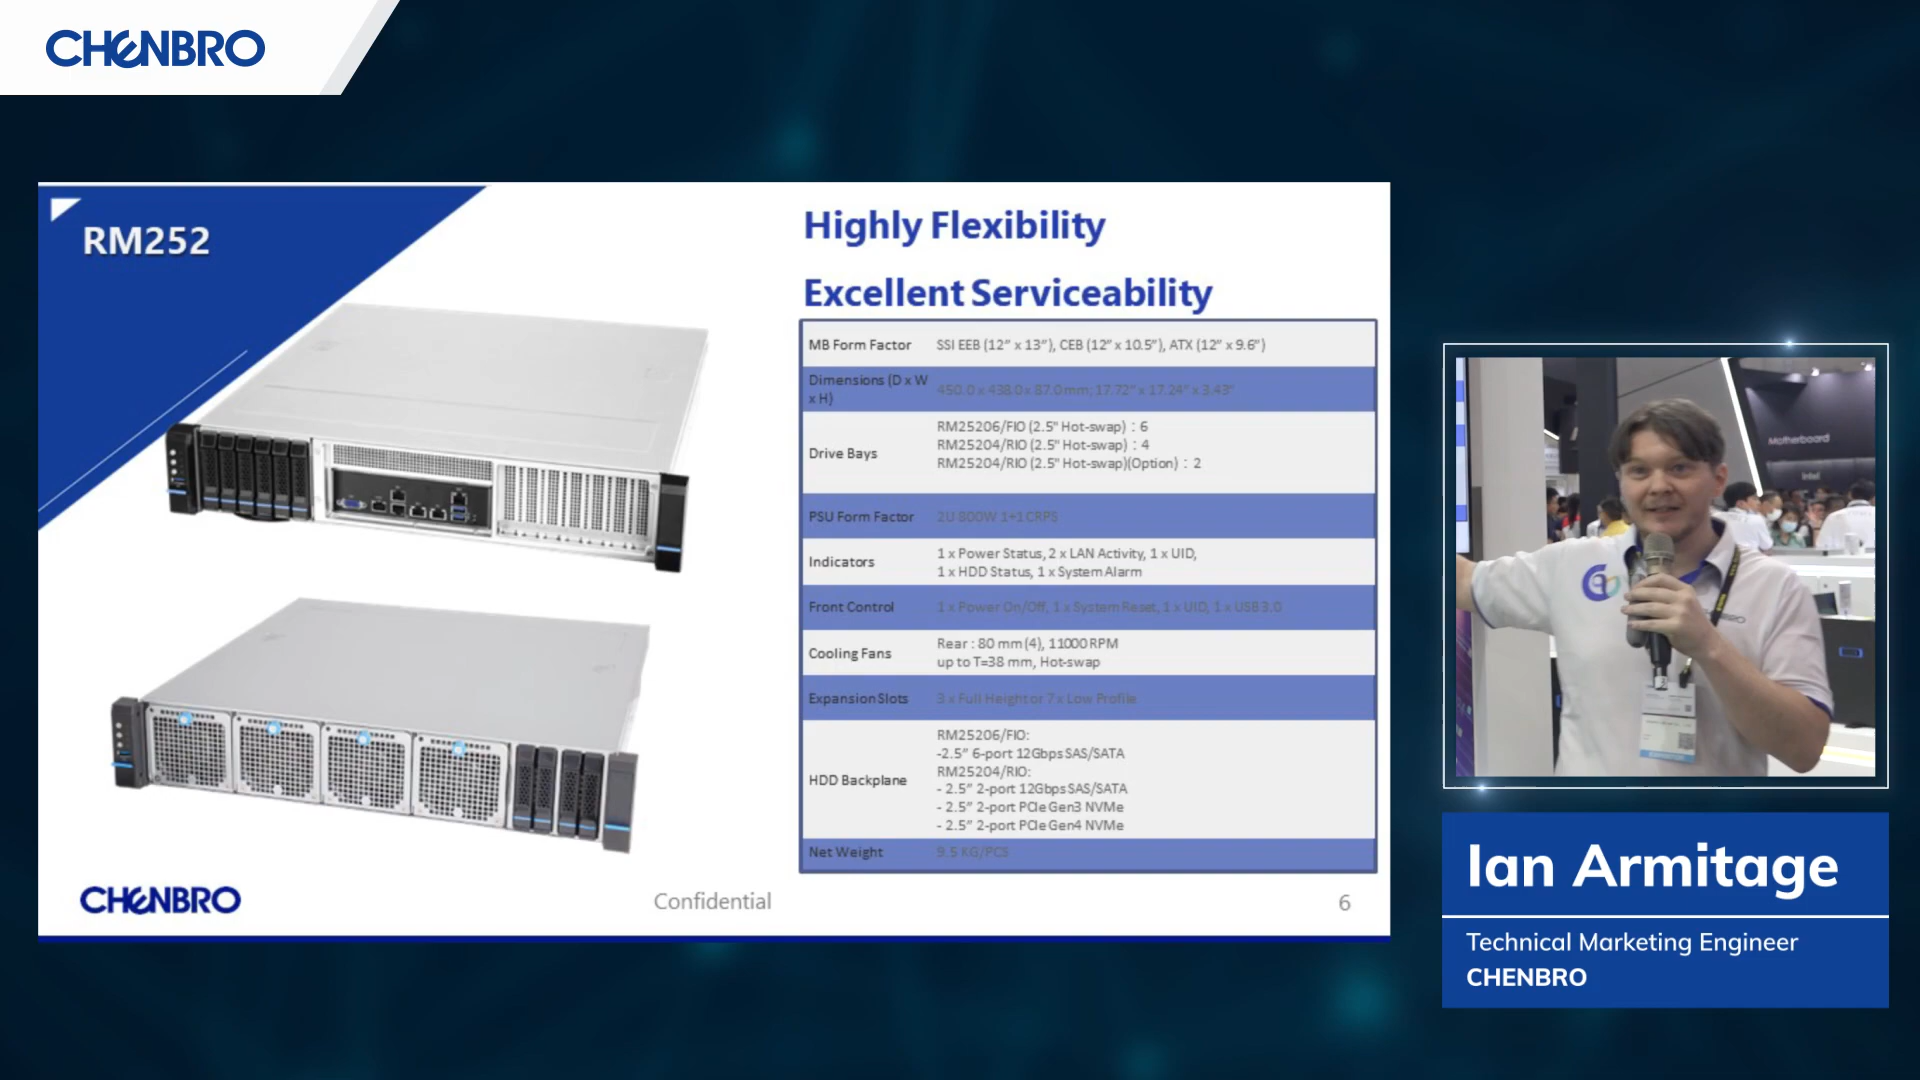 CHENBRO
RM252
Highly Flexibility
Excellent Serviceability
MB Form Factor SSI EEB (12" x 13"), CEB (12" x 10.5"), ATX (12" x 9.6")
Dimensions (D x W x H) 450.0 x 438.0 x 87.0 mm; 17.72" x 17.24" x 3.43"
Drive Bays
RM25206/FIO (2.5" Hot-swap) : 6
RM25204/RIO (2.5" Hot-swap) : 4
RM25204/RIO (2.5" Hot-swap)(Option) : 2
PSU Form Factor 2U 800W 1+1 CRPS
Indicators
1 x Power Status, 2 x LAN Activity, 1 x UID,
1 x HDD Status, 1 x System Alarm
Front Control 1 x Power On/Off, 1 x System Reset, 1 x UID, 1 x USB 3.0
Cooling Fans
Rear : 80 mm (4), 11000 RPM
up to T=38 mm, Hot-swap
Expansion Slots 3 x Full Height or 7 x Low Profile
HDD Backplane
RM25206/FIO:
-2.5" 6-port 12Gbps SAS/SATA
RM25204/RIO:
- 2.5" 2-port 12Gbps SAS/SATA
- 2.5" 2-port PCIe Gen3 NVMe
- 2.5" 2-port PCIe Gen4 NVMe
Net Weight 9.5 KG/PCS
CHENBRO
Confidential
6
Motherboard
Intel
Ian Armitage
Technical Marketing Engineer
CHENBRO